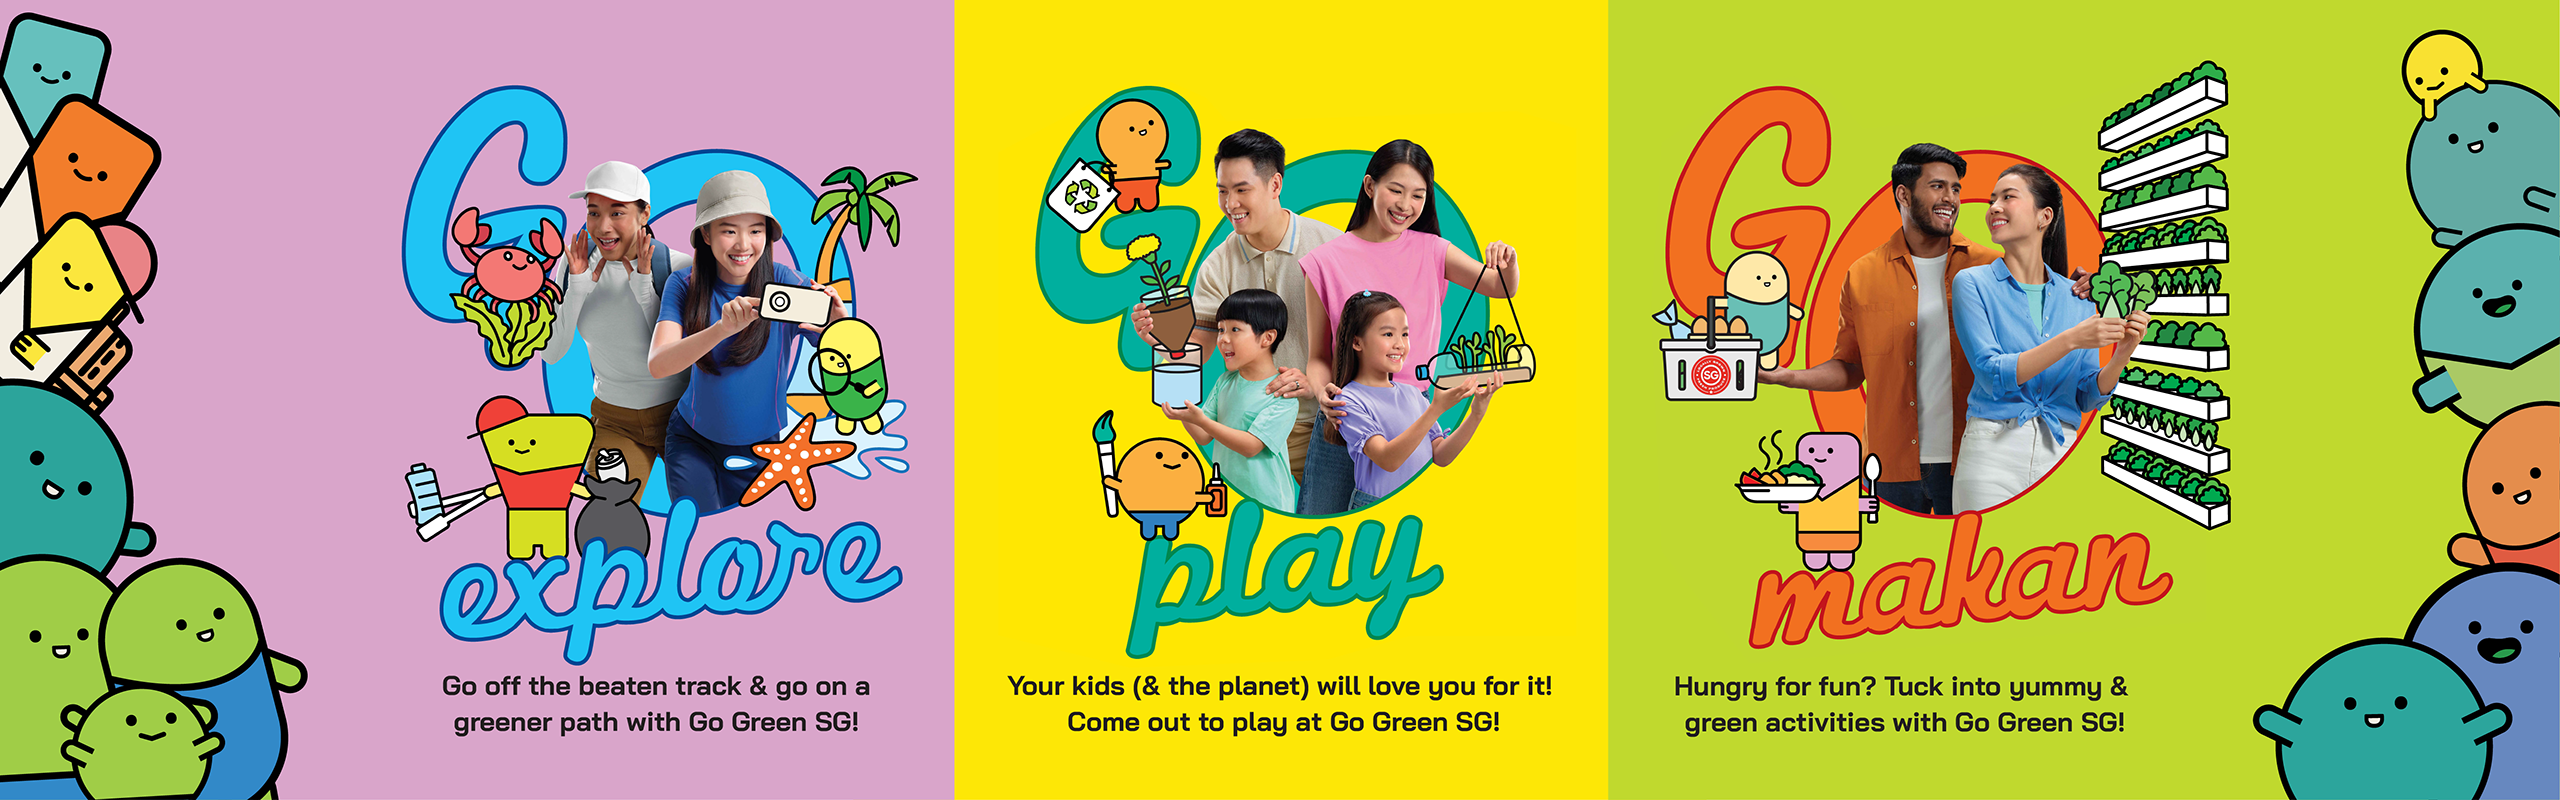 Go
explore
Go off the beaten track & go on a
greener path with Go Green SG!
Go
play
Your kids (& the planet) will love you for it!
Come out to play at Go Green SG!
Go
makan
SG
Hungry for fun? Tuck into yummy &
green activities with Go Green SG!